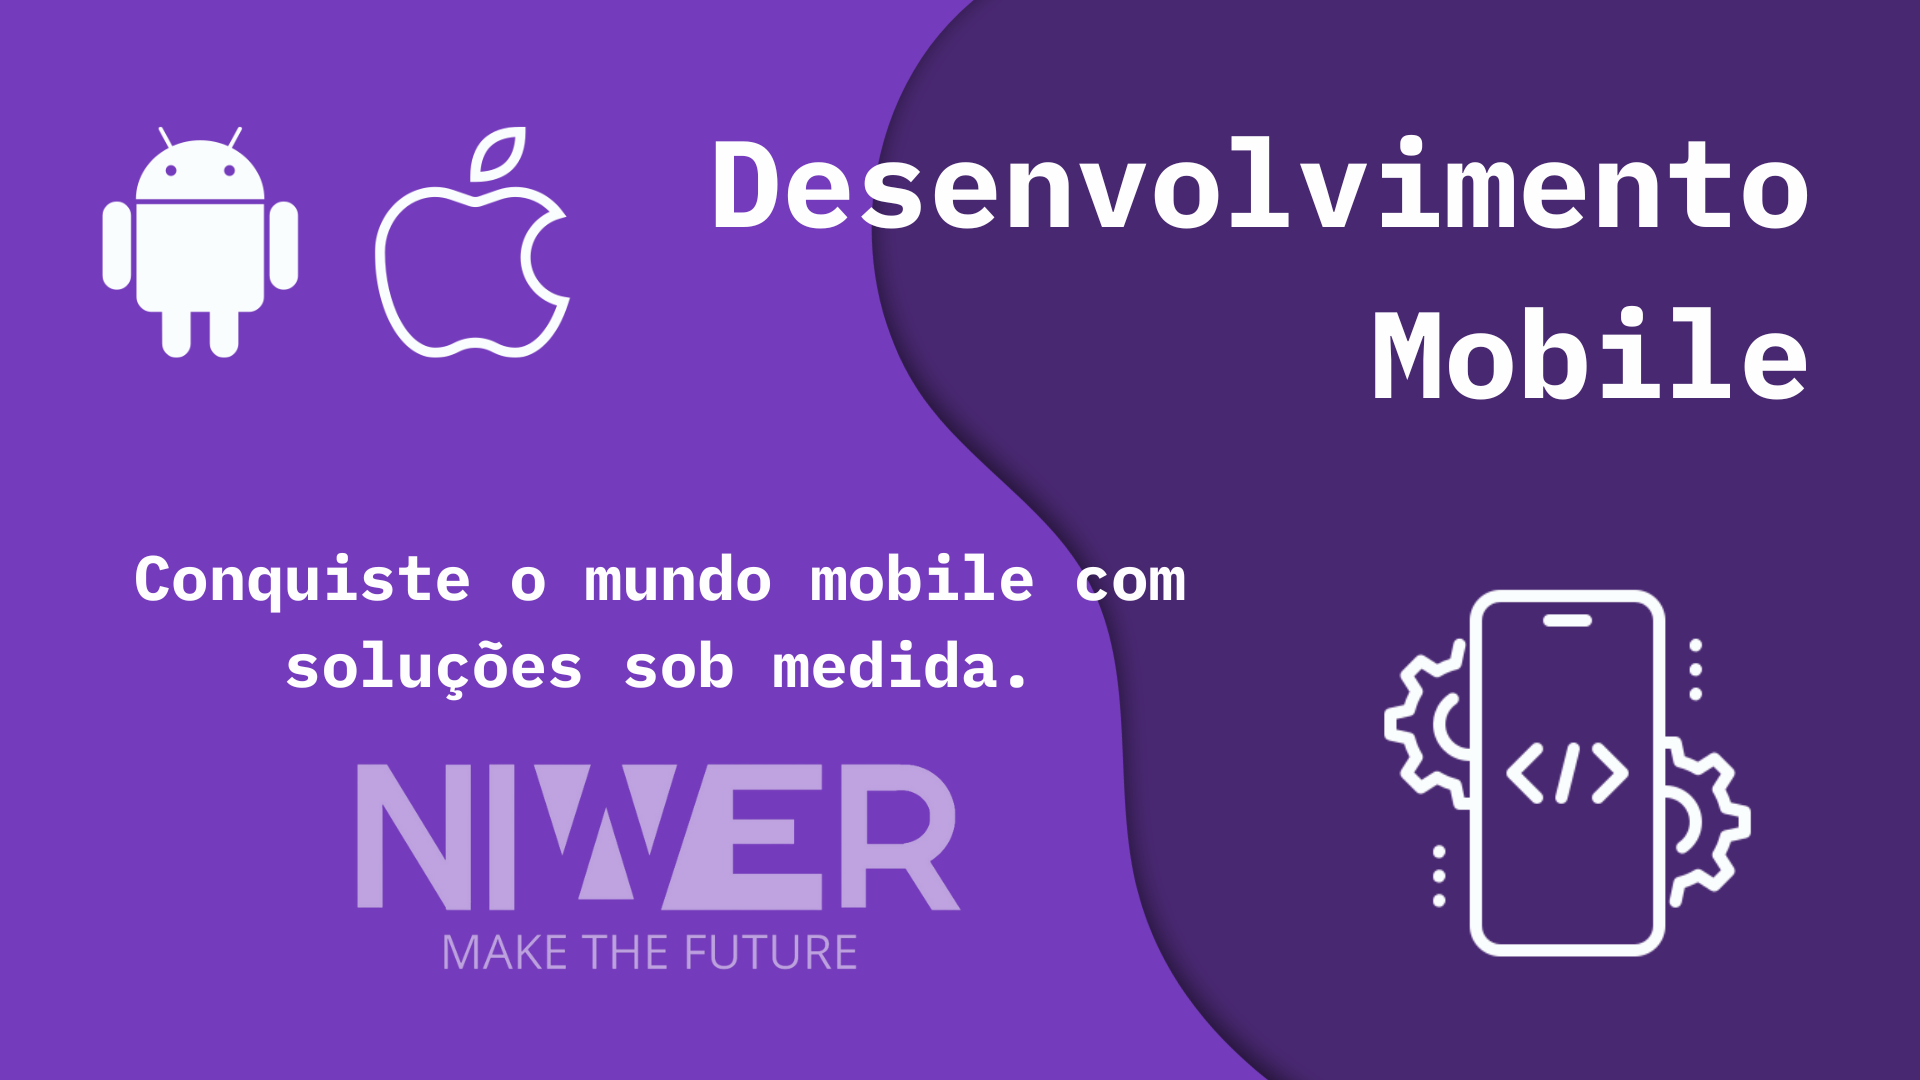 Desenvolvimento
Mobile
Conquiste o mundo mobile com
soluções sob medida.
NIWER
MAKE THE FUTURE
</>